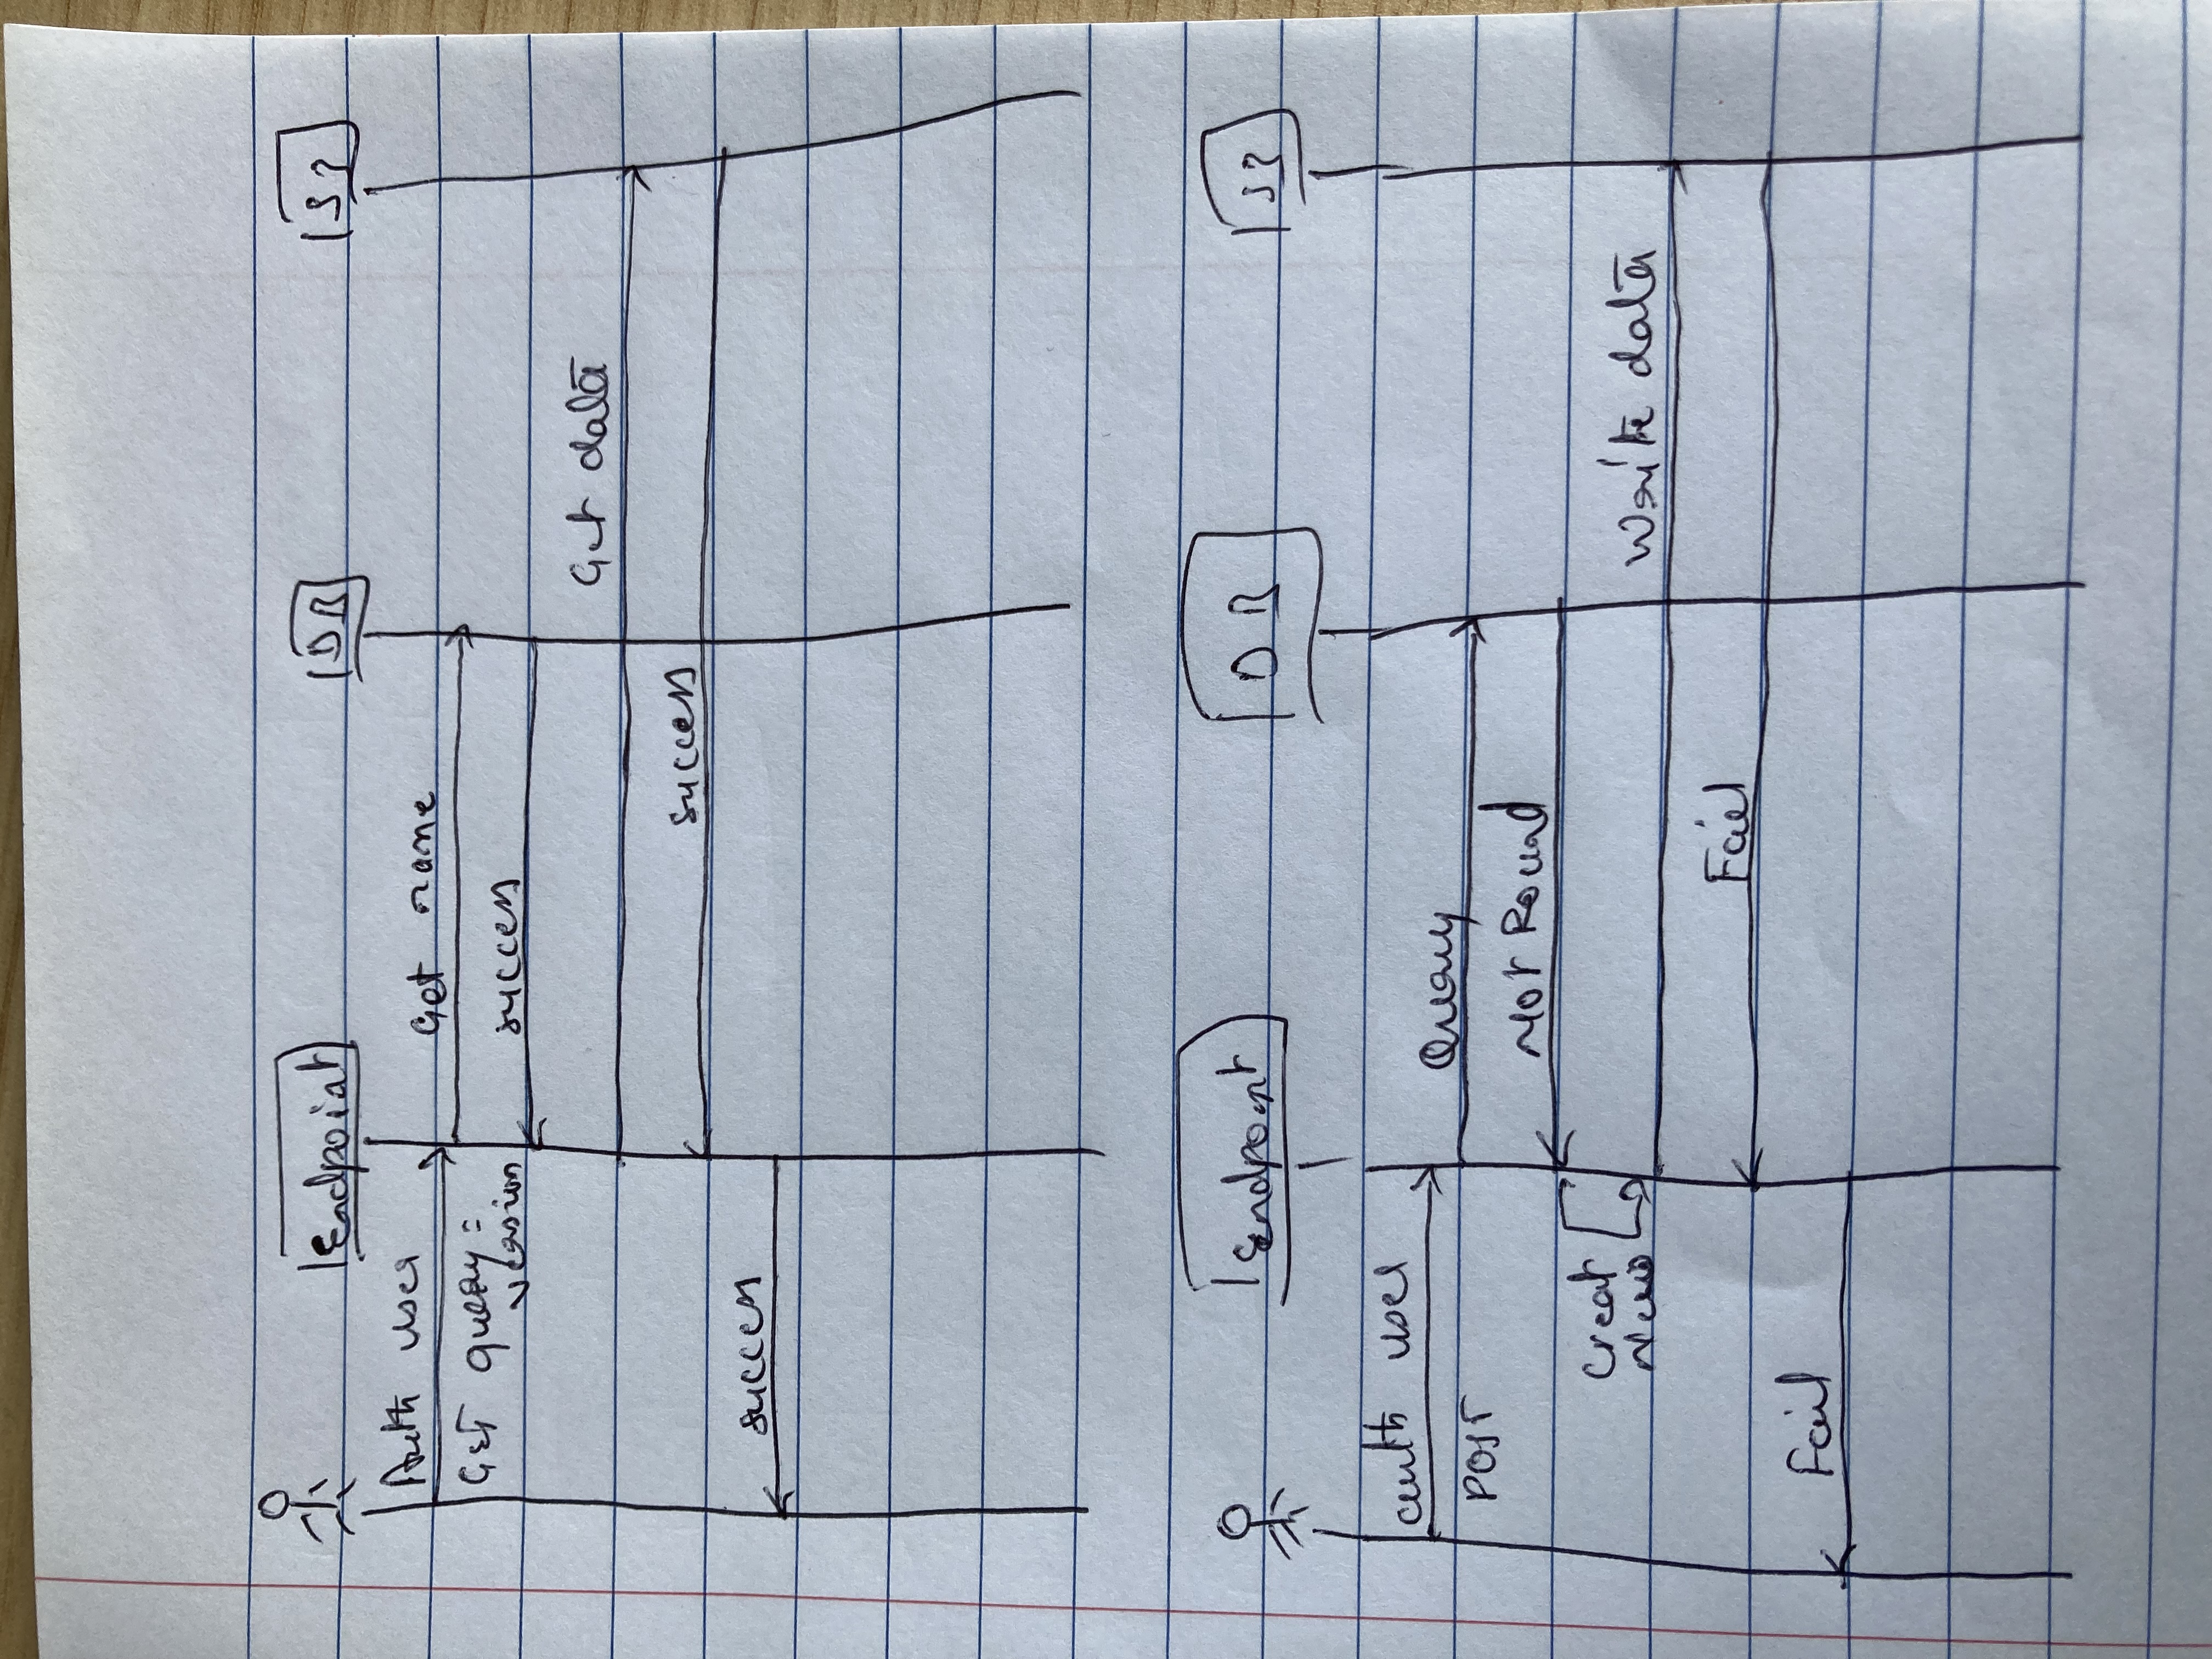 Endpoint DB S3
Auth user
Get name
GET query =
version
success
Get data
success
success
Endpoint DB S3
auth user
Query
POST
Not Found
Creat
New
Write data
Fail
Fail